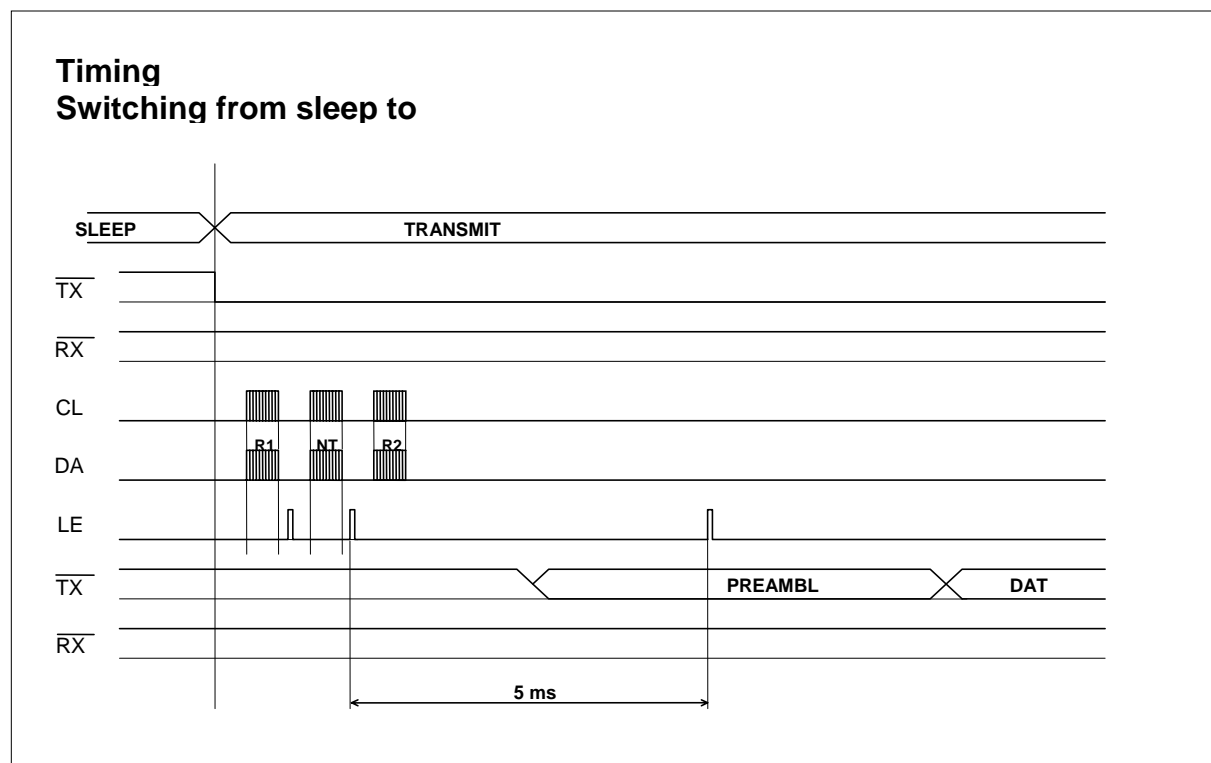 Timing
Switching from sleep to
SLEEP TRANSMIT
TX
RX
CL
R1 NT R2
DA
LE
TX PREAMBL DAT
RX
5 ms